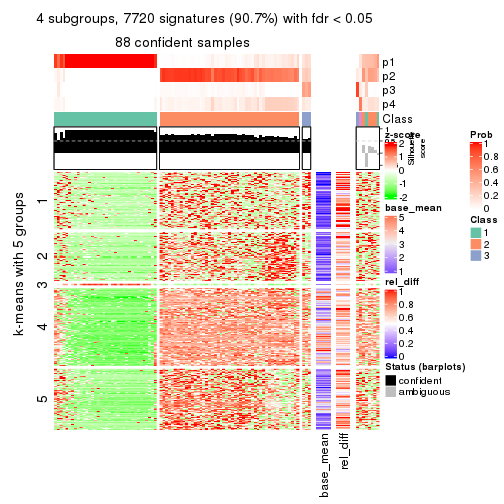 4 subgroups, 7720 signatures (90.7%) with fdr < 0.05
88 confident samples
p1
p2
p3
p4
Class
1
Silhouette
score
z-score
2
1
0
-1
-2
Prob
1
0.8
0.6
0.4
0.2
0
base_mean
5
4
3
2
1
Class
1
2
3
rel_diff
1
0.8
0.6
0.4
0.2
0
Status (barplots)
confident
ambiguous
k-means with 5 groups
1
2
3
4
5
base_mean
rel_diff